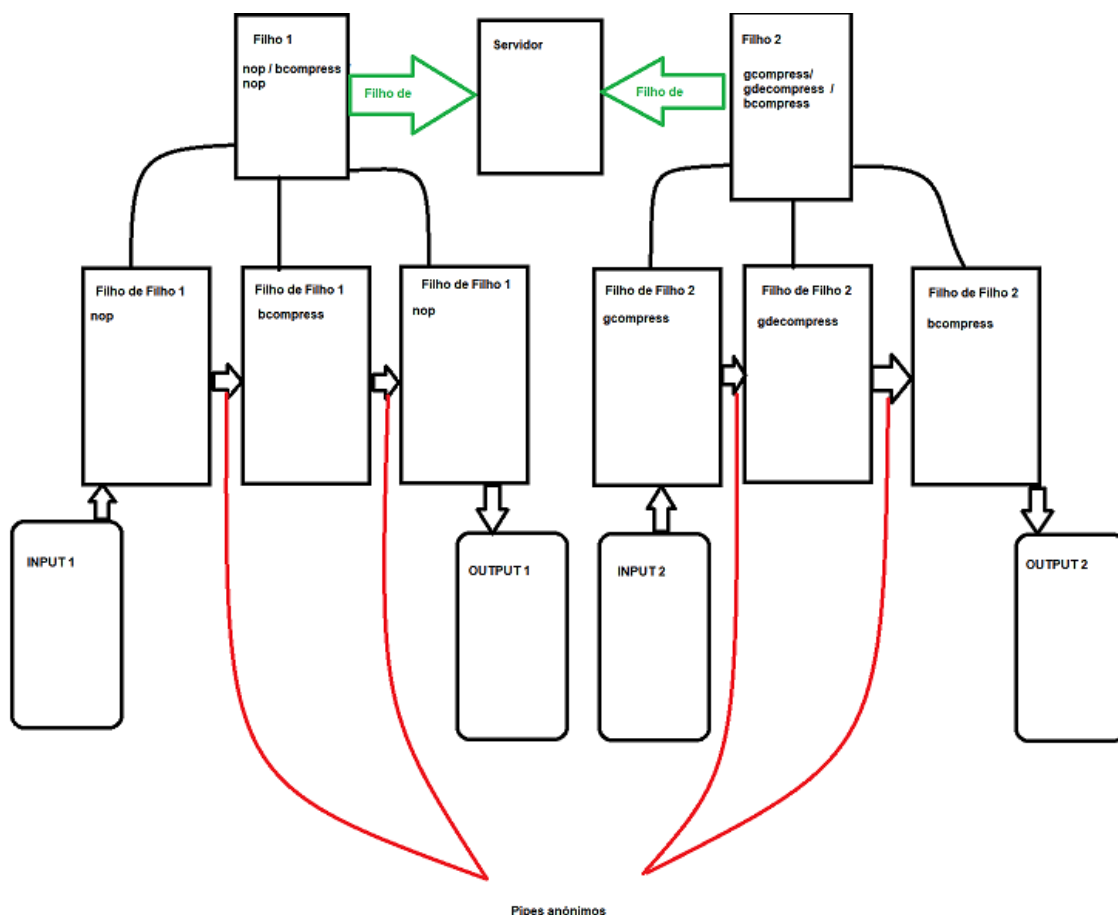 Filho 1
nop / bcompress /
nop
Filho de
Servidor
Filho de
Filho 2
gcompress/
gdecompress /
bcompress
Filho de Filho 1
nop
Filho de Filho 1
bcompress
Filho de Filho 1
nop
Filho de Filho 2
gcompress
Filho de Filho 2
gdecompress
Filho de Filho 2
bcompress
INPUT 1
OUTPUT 1
INPUT 2
OUTPUT 2
Pipes anónimos